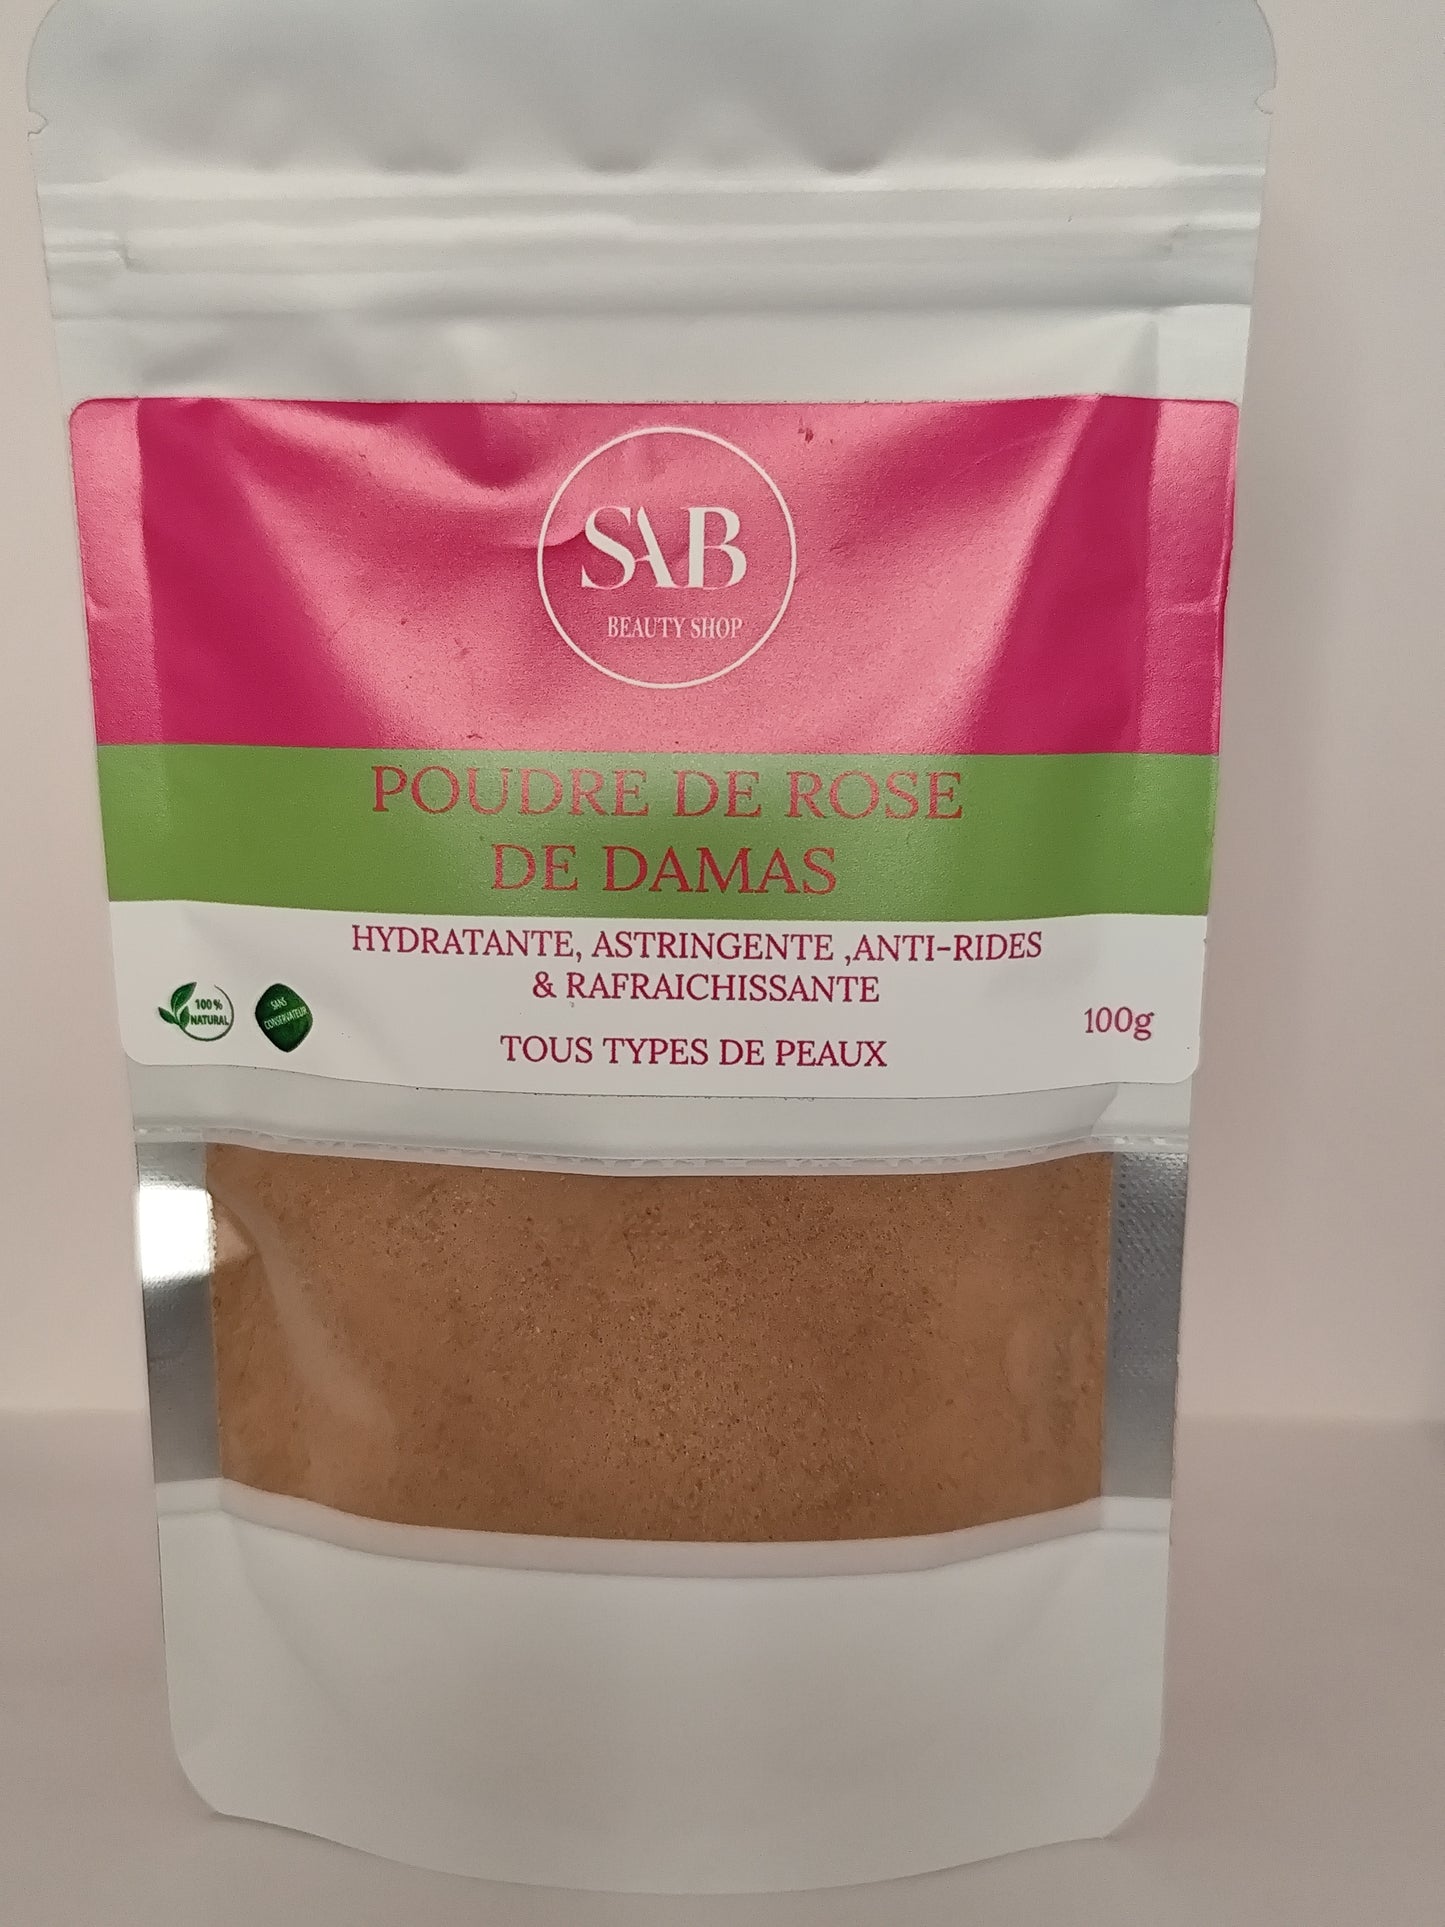 SAB
BEAUTY SHOP
POUDRE DE ROSE
DE DAMAS
HYDRATANTE, ASTRINGENTE ,ANTI-RIDES
& RAFRAICHISSANTE
100%
NATURAL
SANS
CONSERVATEUR
TOUS TYPES DE PEAUX
100g